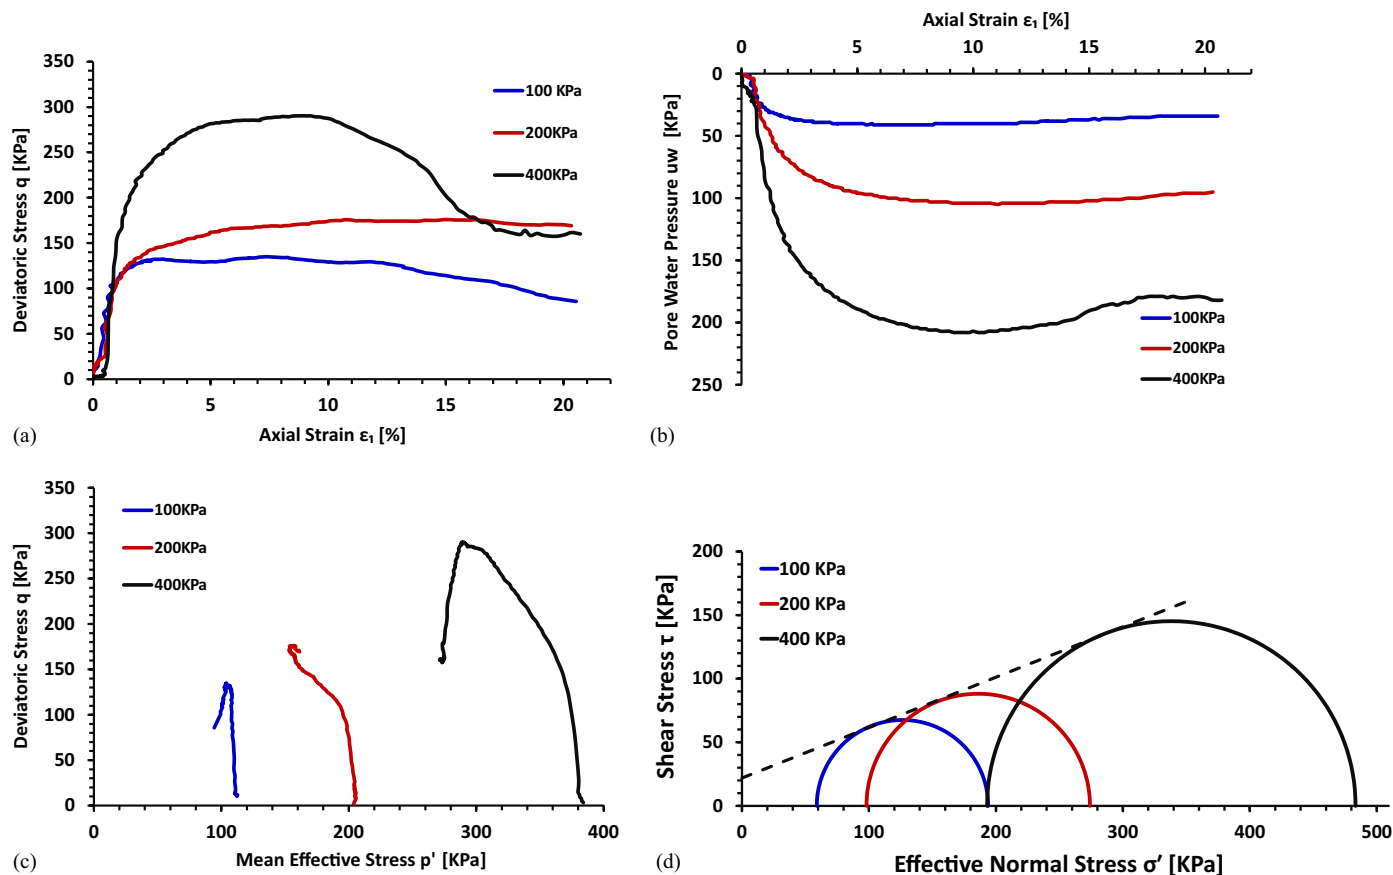 Deviatoric Stress q [KPa]
350
300
250
200
150
100
50
0
0 5 10 15 20
Axial Strain ε₁ [%]
100 KPa
200KPa
400KPa
(a)
Axial Strain ε₁ [%]
0 5 10 15 20
Pore Water Pressure uw [KPa]
0
50
100
150
200
250
100KPa
200KPa
400KPa
(b)
Deviatoric Stress q [KPa]
350
300
250
200
150
100
50
0
0 100 200 300 400
Mean Effective Stress p' [KPa]
100KPa
200KPa
400KPa
(c)
Shear Stress τ [KPa]
200
150
100
50
0
0 100 200 300 400 500
Effective Normal Stress σ’ [KPa]
100 KPa
200 KPa
400 KPa
(d)